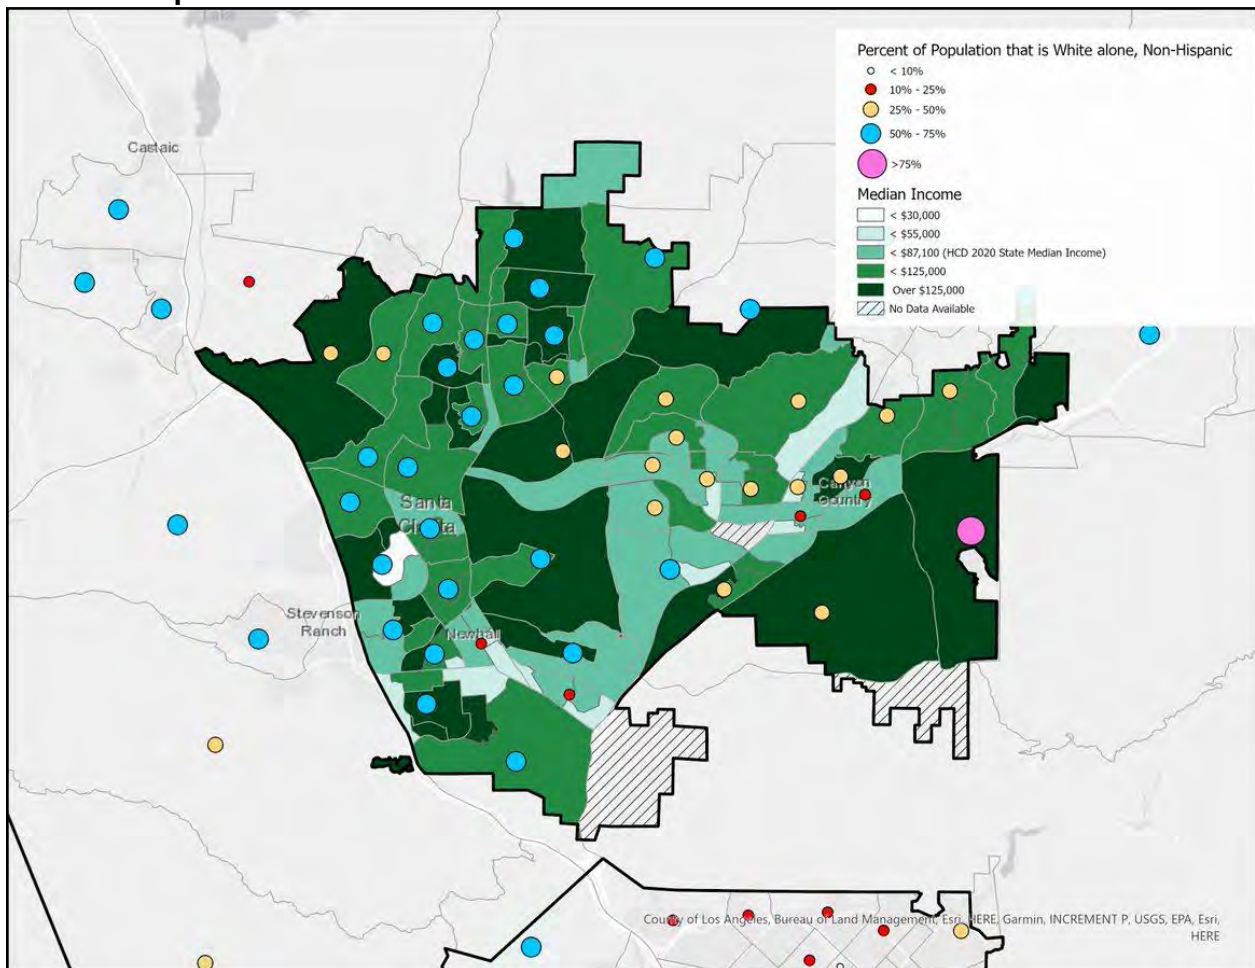 Lake
Percent of Population that is White alone, Non-Hispanic
< 10%
10% - 25%
25% - 50%
50% - 75%
>75%
Median Income
< $30,000
< $55,000
< $87,100 (HCD 2020 State Median Income)
< $125,000
Over $125,000
No Data Available
Castaic
Santa
Clarita
Canyon
Country
Stevenson
Ranch
Newhall
County of Los Angeles, Bureau of Land Management, Esri, HERE, Garmin, INCREMENT P, USGS, EPA, Esri,
HERE